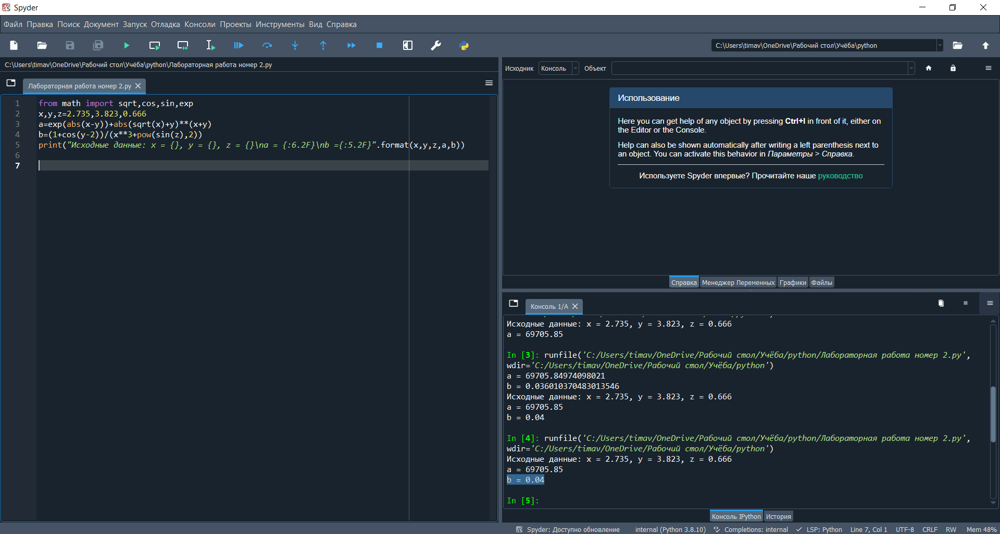 Spyder
Файл Правка Поиск Документ Запуск Отладка Консоли Проекты Инструменты Вид Справка
C:\Users\timav\OneDrive\Рабочий стол\Учёба\python
C:\Users\timav\OneDrive\Рабочий стол\Учёба\python\Лабораторная работа номер 2.py
Лабораторная работа номер 2.py
1 from math import sqrt,cos,sin,exp
2 x,y,z=2.735,3.823,0.666
3 a=exp(abs(x-y))+abs(sqrt(x)+y)**(x+y)
4 b=(1+cos(y-2))/(x**3+pow(sin(z),2))
5 print("Исходные данные: x = {}, y = {}, z = {}\na = {:6.2F}\nb ={:5.2F}".format(x,y,z,a,b))
6
7
Исходник Консоль Объект
Использование
Here you can get help of any object by pressing Ctrl+I in front of it, either on
the Editor or the Console.
Help can also be shown automatically after writing a left parenthesis next to
an object. You can activate this behavior in Параметры > Справка.
Используете Spyder впервые? Прочитайте наше руководство
Справка Менеджер Переменных Графики Файлы
Консоль 1/A
Исходные данные: x = 2.735, y = 3.823, z = 0.666
a = 69705.85
In [3]: runfile('C:/Users/timav/OneDrive/Рабочий стол/Учёба/python/Лабораторная работа номер 2.py',
wdir='C:/Users/timav/OneDrive/Рабочий стол/Учёба/python')
a = 69705.84974098021
b = 0.036010370483013546
Исходные данные: x = 2.735, y = 3.823, z = 0.666
a = 69705.85
b = 0.04
In [4]: runfile('C:/Users/timav/OneDrive/Рабочий стол/Учёба/python/Лабораторная работа номер 2.py',
wdir='C:/Users/timav/OneDrive/Рабочий стол/Учёба/python')
Исходные данные: x = 2.735, y = 3.823, z = 0.666
a = 69705.85
b = 0.04
In [5]:
Консоль IPython История
Spyder: Доступно обновление internal (Python 3.8.10) Completions: internal LSP: Python Line 7, Col 1 UTF-8 CRLF RW Mem 48%